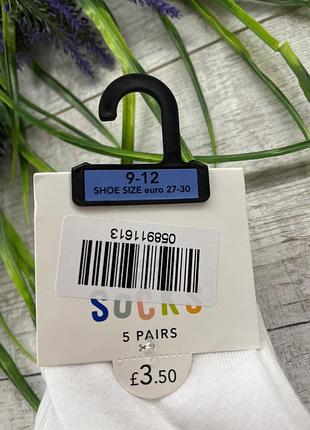 9-12
SHOE SIZE euro 27-30
058911613
SOCKS
5 PAIRS
£3.50